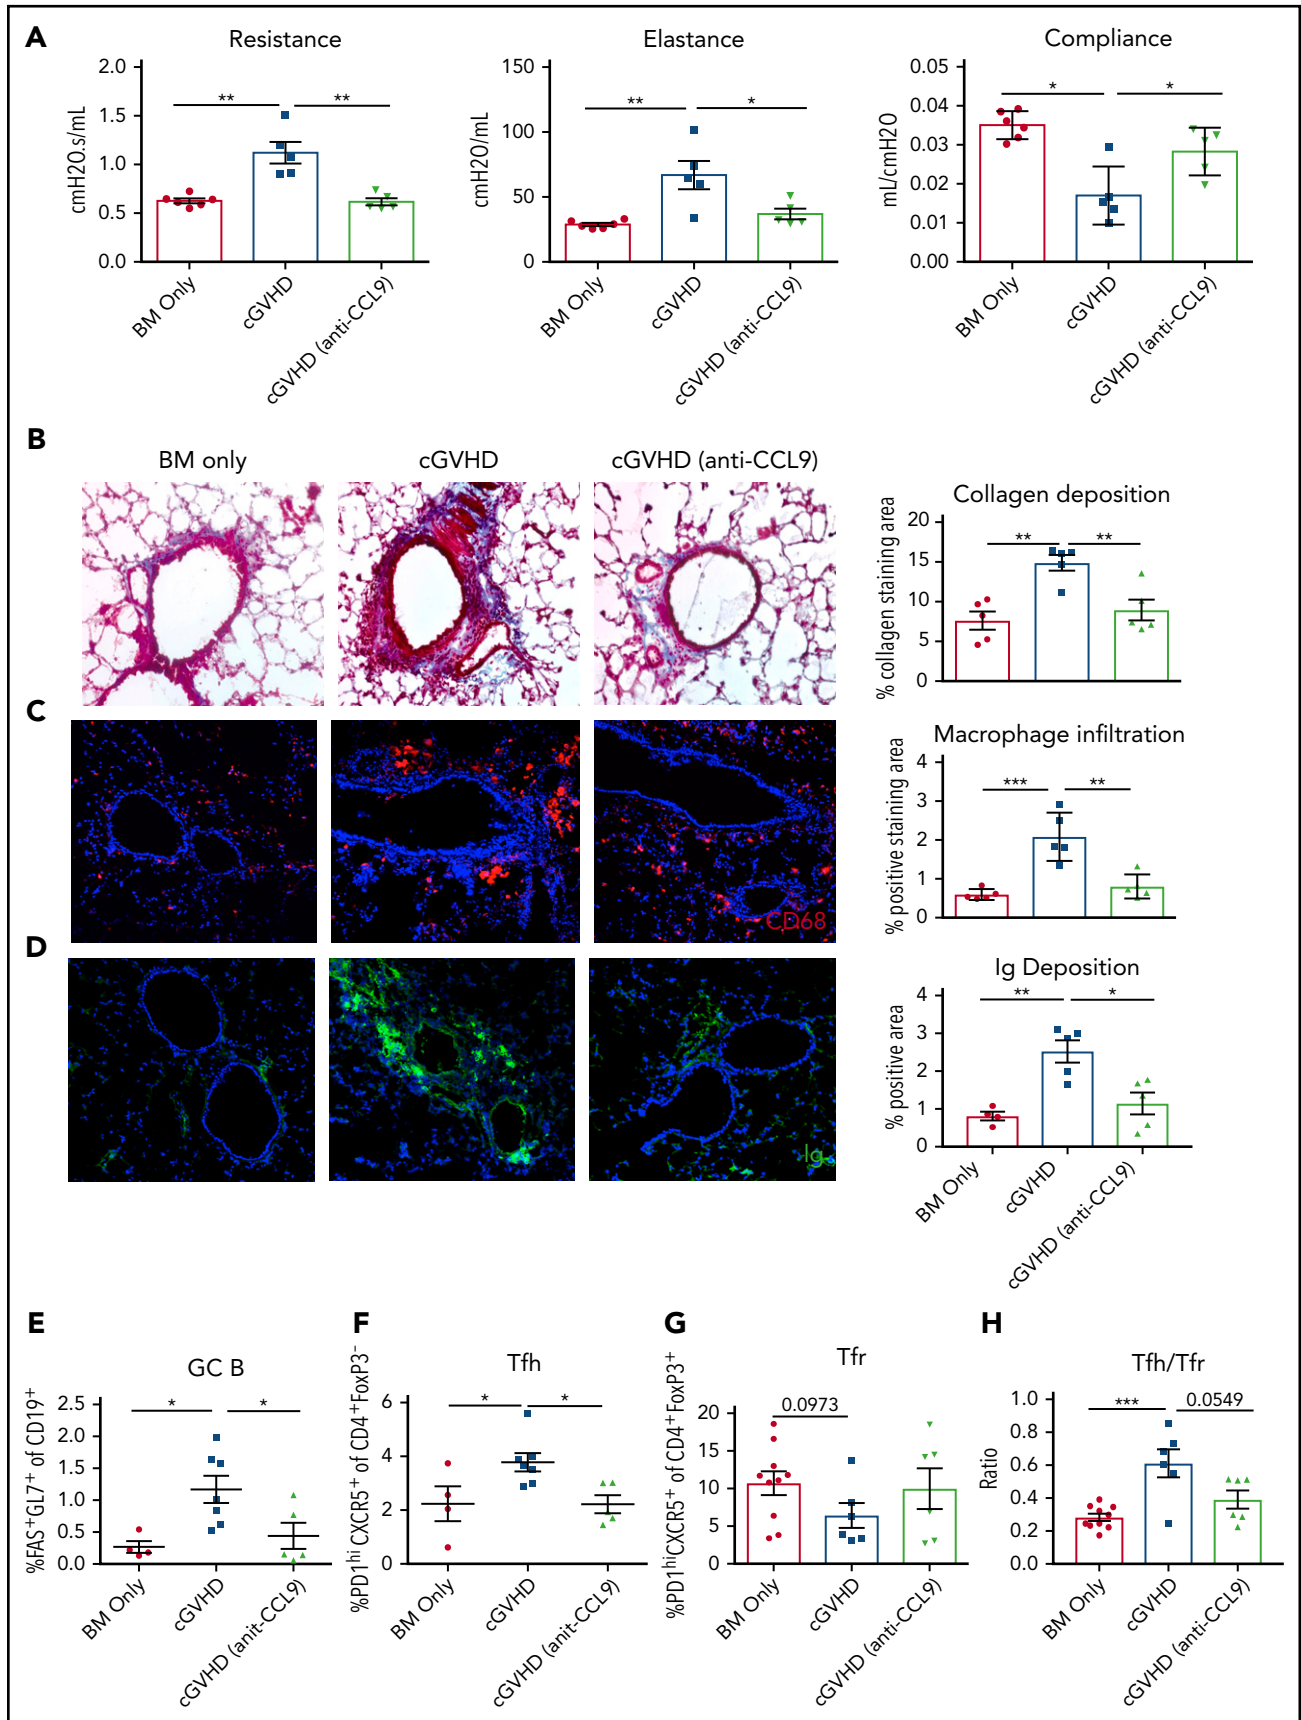 A
Resistance
cmH2O.s/mL
2.0
1.5
1.0
0.5
0.0
**
**
BM Only
cGVHD
cGVHD (anti-CCL9)
Elastance
cmH2O/mL
150
100
50
0
**
*
BM Only
cGVHD
cGVHD (anti-CCL9)
Compliance
mL/cmH2O
0.05
0.04
0.03
0.02
0.01
0.00
*
*
BM Only
cGVHD
cGVHD (anti-CCL9)
B
BM only
cGVHD
cGVHD (anti-CCL9)
Collagen deposition
% collagen staining area
20
15
10
5
0
**
**
C
CD68
Macrophage infiltration
% positive staining area
4
3
2
1
0
***
**
D
Ig
Ig Deposition
% positive area
4
3
2
1
0
**
*
BM Only
cGVHD
cGVHD (anti-CCL9)
E
GC B
%FAS⁺GL7⁺ of CD19⁺
2.5
2.0
1.5
1.0
0.5
0.0
*
*
BM Only
cGVHD
cGVHD (anit-CCL9)
F
Tfh
%PD1ʰⁱ CXCR5⁺ of CD4⁺FoxP3⁻
6
4
2
0
*
*
BM Only
cGVHD
cGVHD (anit-CCL9)
G
Tfr
%PD1ʰⁱCXCR5⁺ of CD4⁺FoxP3⁺
20
15
10
5
0
0.0973
BM Only
cGVHD
cGVHD (anti-CCL9)
H
Tfh/Tfr
Ratio
1.0
0.8
0.6
0.4
0.2
0.0
***
0.0549
BM Only
cGVHD
cGVHD (anti-CCL9)